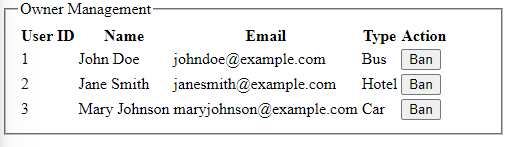 Owner Management
User ID Name Email Type Action
1 John Doe johndoe@example.com Bus Ban
2 Jane Smith janesmith@example.com Hotel Ban
3 Mary Johnson maryjohnson@example.com Car Ban